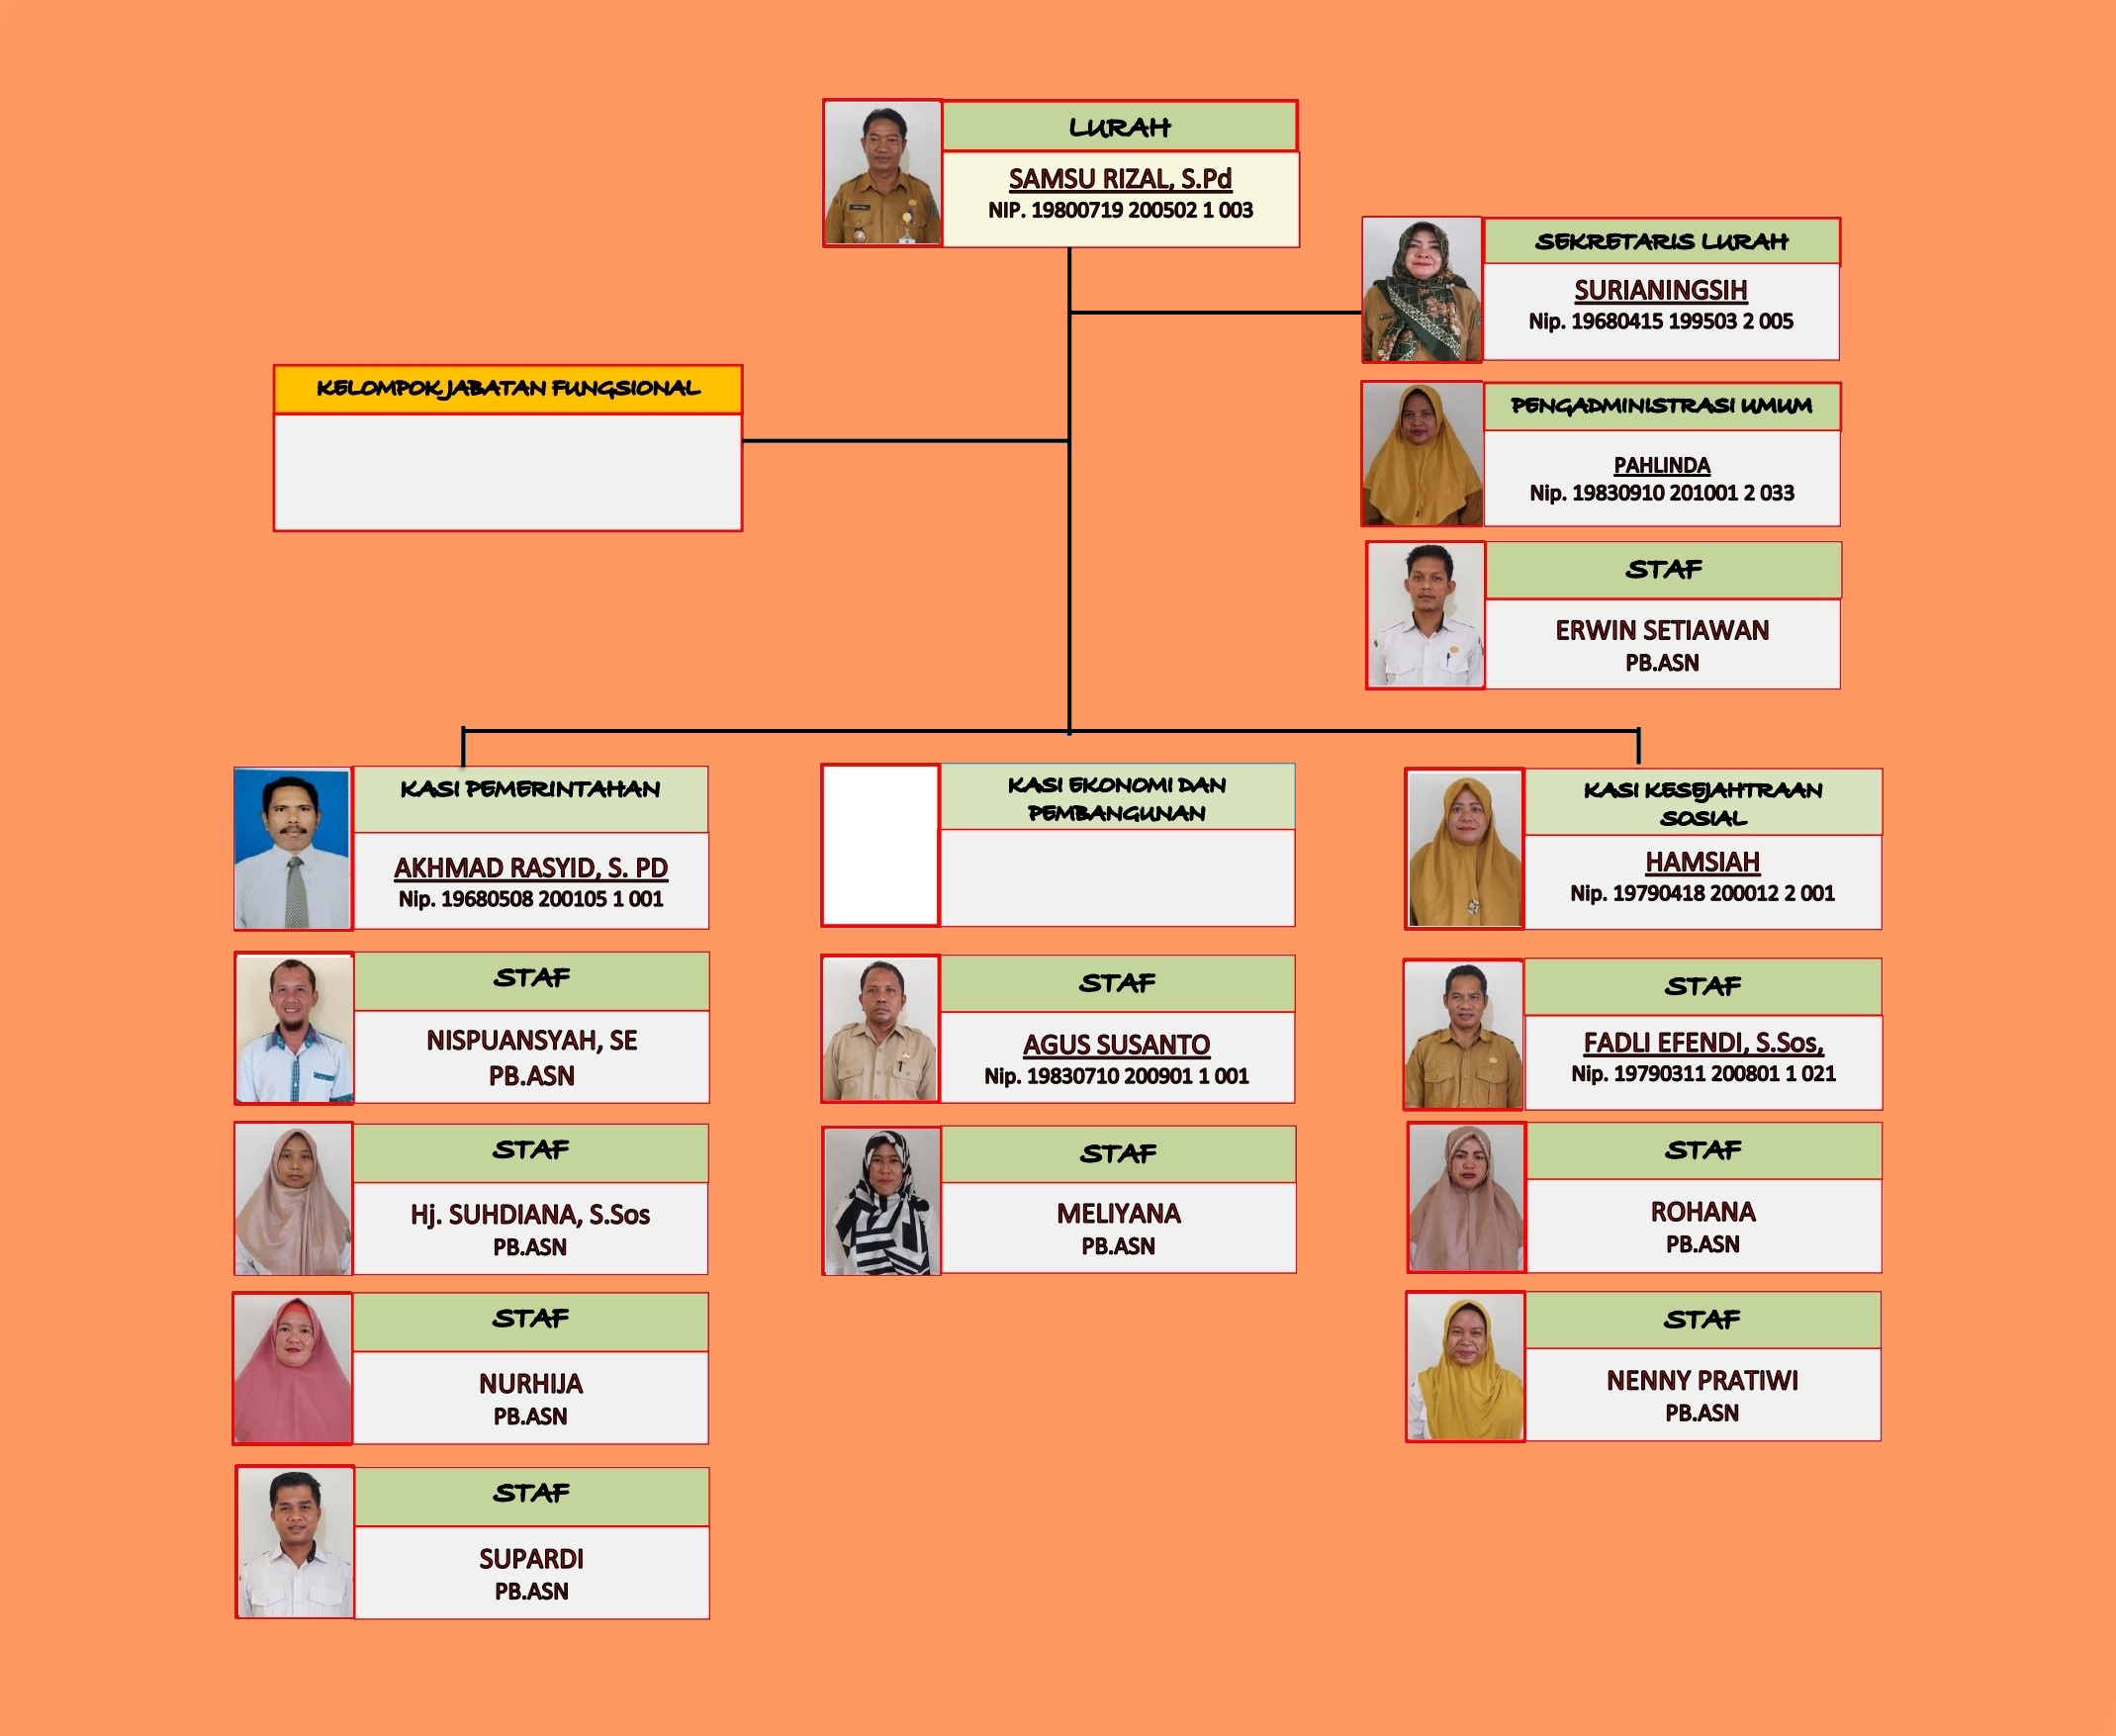 LURAH
SAMSU RIZAL, S.Pd
NIP. 19800719 200502 1 003
SEKRETARIS LURAH
SURIANINGSIH
Nip. 19680415 199503 2 005
KELOMPOK JABATAN FUNGSIONAL
PENGADMINISTRASI UMUM
PAHLINDA
Nip. 19830910 201001 2 033
STAF
ERWIN SETIAWAN
PB.ASN
KASI PEMERINTAHAN
AKHMAD RASYID, S. PD
Nip. 19680508 200105 1 001
KASI EKONOMI DAN
PEMBANGUNAN
KASI KESEJAHTRAAN
SOSIAL
HAMSIAH
Nip. 19790418 200012 2 001
STAF
NISPUANSYAH, SE
PB.ASN
STAF
AGUS SUSANTO
Nip. 19830710 200901 1 001
STAF
FADLI EFENDI, S.Sos,
Nip. 19790311 200801 1 021
STAF
Hj. SUHDIANA, S.Sos
PB.ASN
STAF
MELIYANA
PB.ASN
STAF
ROHANA
PB.ASN
STAF
NURHIJA
PB.ASN
STAF
NENNY PRATIWI
PB.ASN
STAF
SUPARDI
PB.ASN